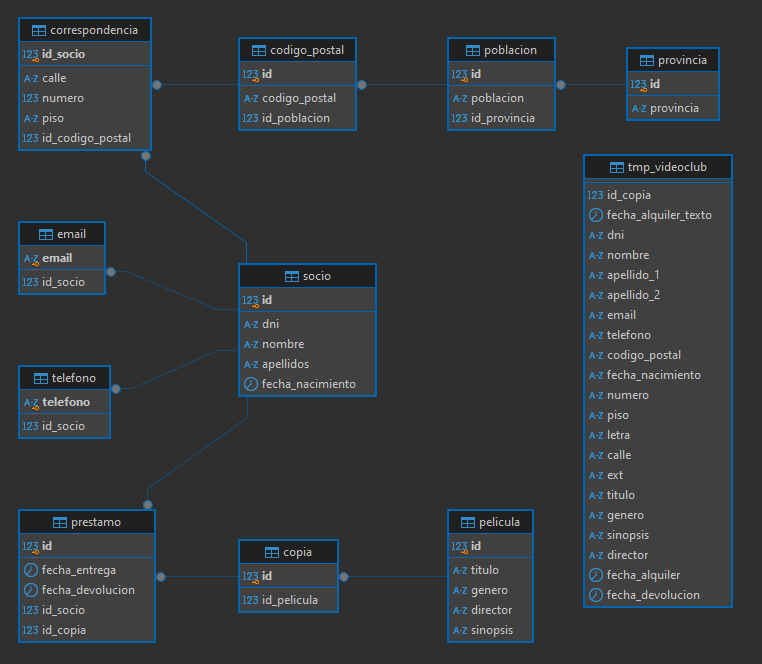 correspondencia
123 id_socio
A-Z calle
123 numero
A-Z piso
123 id_codigo_postal
codigo_postal
123 id
A-Z codigo_postal
123 id_poblacion
poblacion
123 id
A-Z poblacion
123 id_provincia
provincia
123 id
A-Z provincia
tmp_videoclub
123 id_copia
fecha_alquiler_texto
A-Z dni
A-Z nombre
A-Z apellido_1
A-Z apellido_2
A-Z email
A-Z telefono
A-Z codigo_postal
A-Z fecha_nacimiento
A-Z numero
A-Z piso
A-Z letra
A-Z calle
A-Z ext
A-Z titulo
A-Z genero
A-Z sinopsis
A-Z director
fecha_alquiler
fecha_devolucion
email
A-Z email
123 id_socio
socio
123 id
A-Z dni
A-Z nombre
A-Z apellidos
fecha_nacimiento
telefono
A-Z telefono
123 id_socio
prestamo
123 id
fecha_entrega
fecha_devolucion
123 id_socio
123 id_copia
copia
123 id
123 id_pelicula
pelicula
123 id
A-Z titulo
A-Z genero
A-Z director
A-Z sinopsis